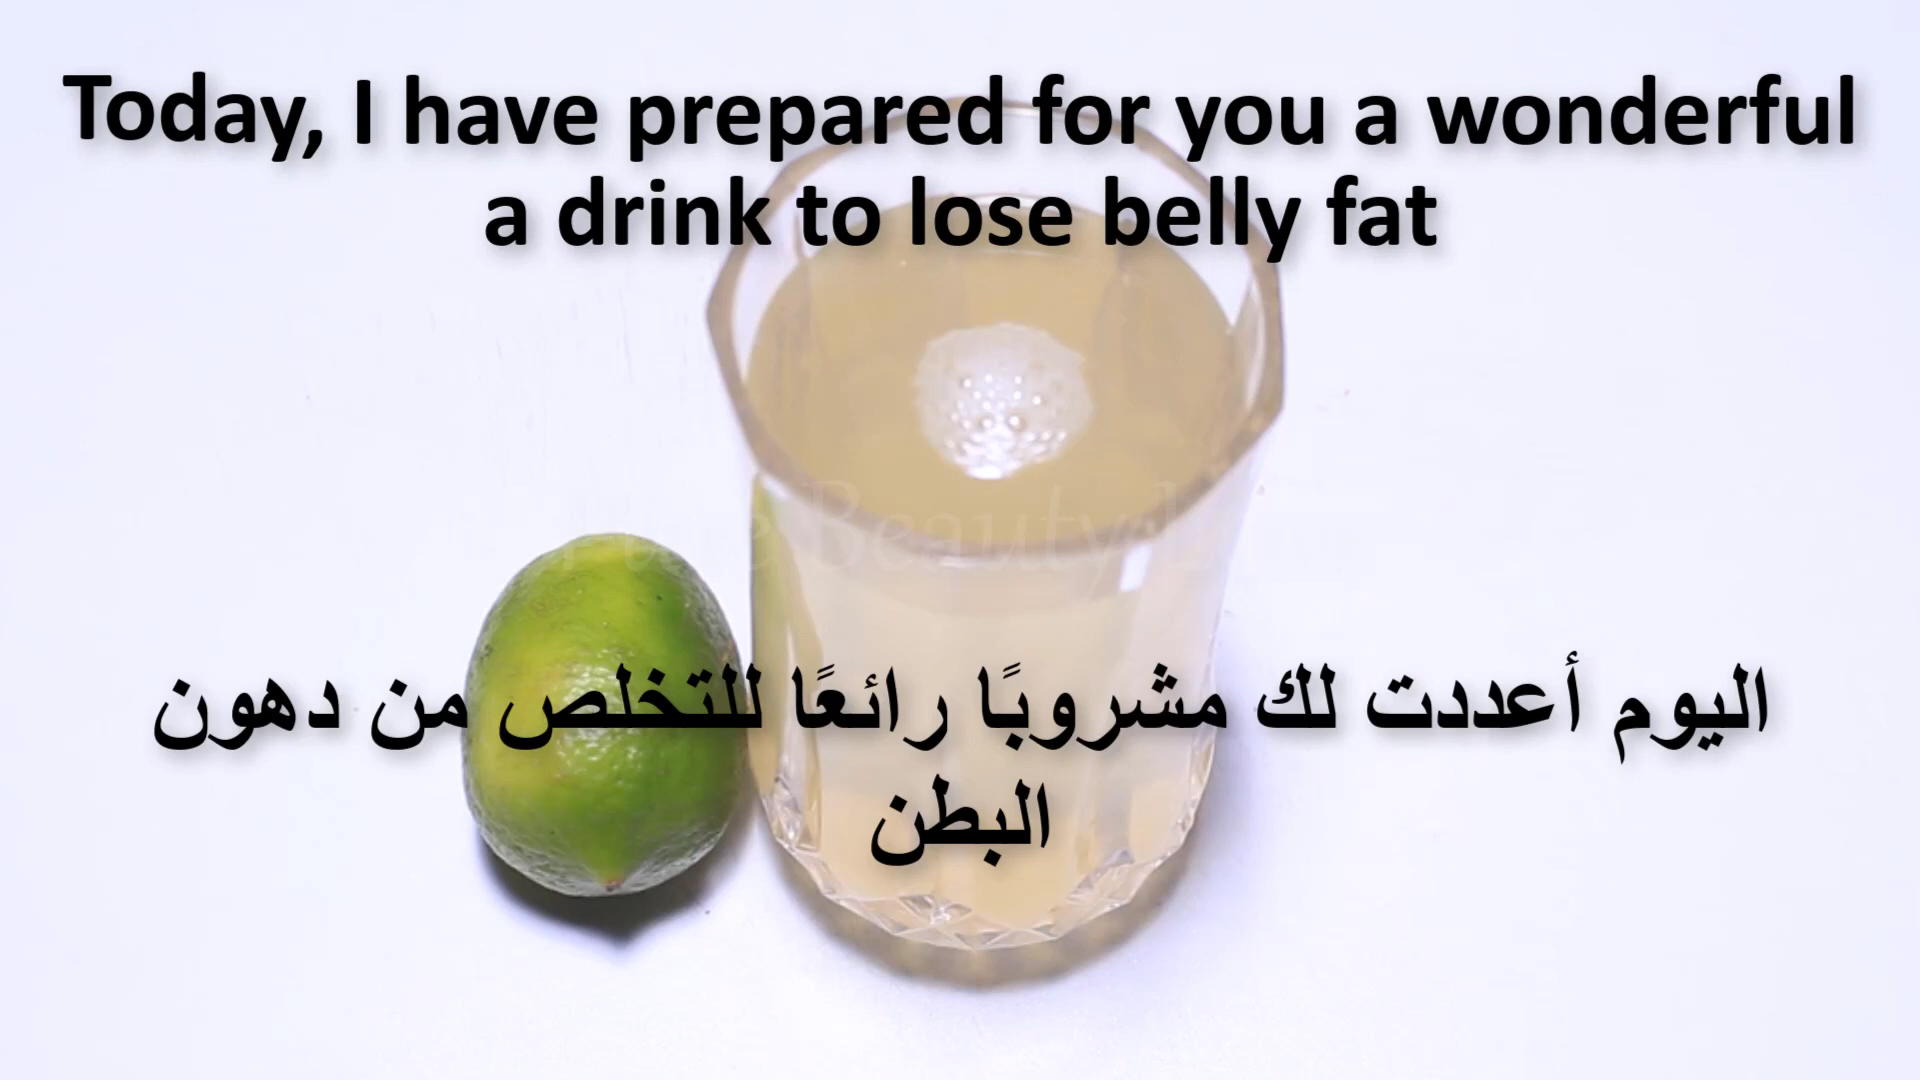 Today, I have prepared for you a wonderful
a drink to lose belly fat
Beauty
اليوم أعددت لك مشروبًا رائعًا للتخلص من دهون
البطن